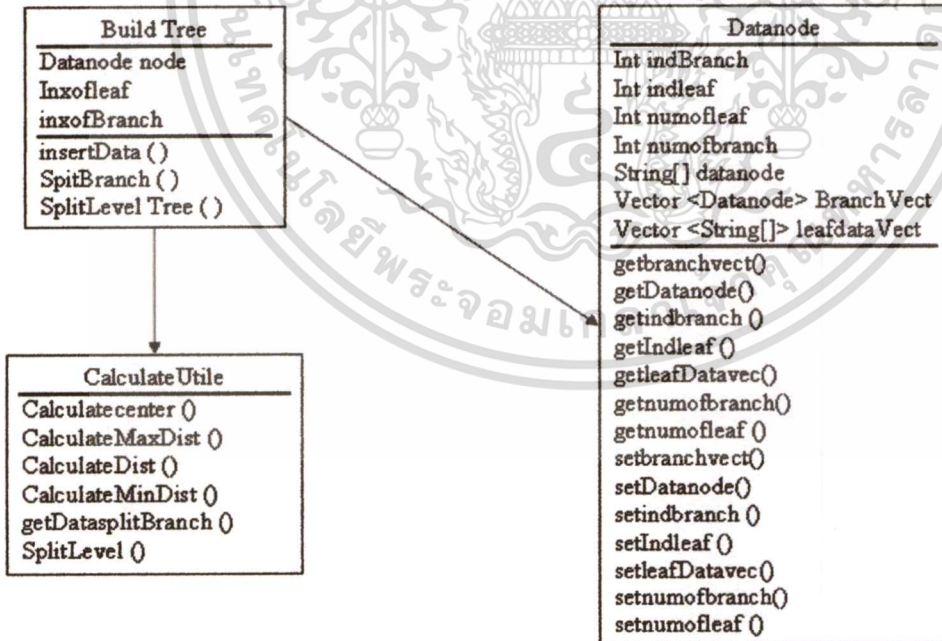 Build Tree
Datanode node
Inxofleaf
inxofBranch
insertData ()
SpitBranch ()
SplitLevel Tree ()
CalculateUtile
Calculatecenter ()
CalculateMaxDist ()
CalculateDist ()
CalculateMinDist ()
getDatasplitBranch ()
SplitLevel ()
Datanode
Int indBranch
Int indleaf
Int numofleaf
Int numofbranch
String[] datanode
Vector <Datanode> BranchVect
Vector <String[]> leafdataVect
getbranchvect()
getDatanode()
getindbranch ()
getIndleaf ()
getleafDatavec()
getnumofbranch()
getnumofleaf ()
setbranchvect()
setDatanode()
setindbranch ()
setIndleaf ()
setleafDatavec()
setnumofbranch()
setnumofleaf ()